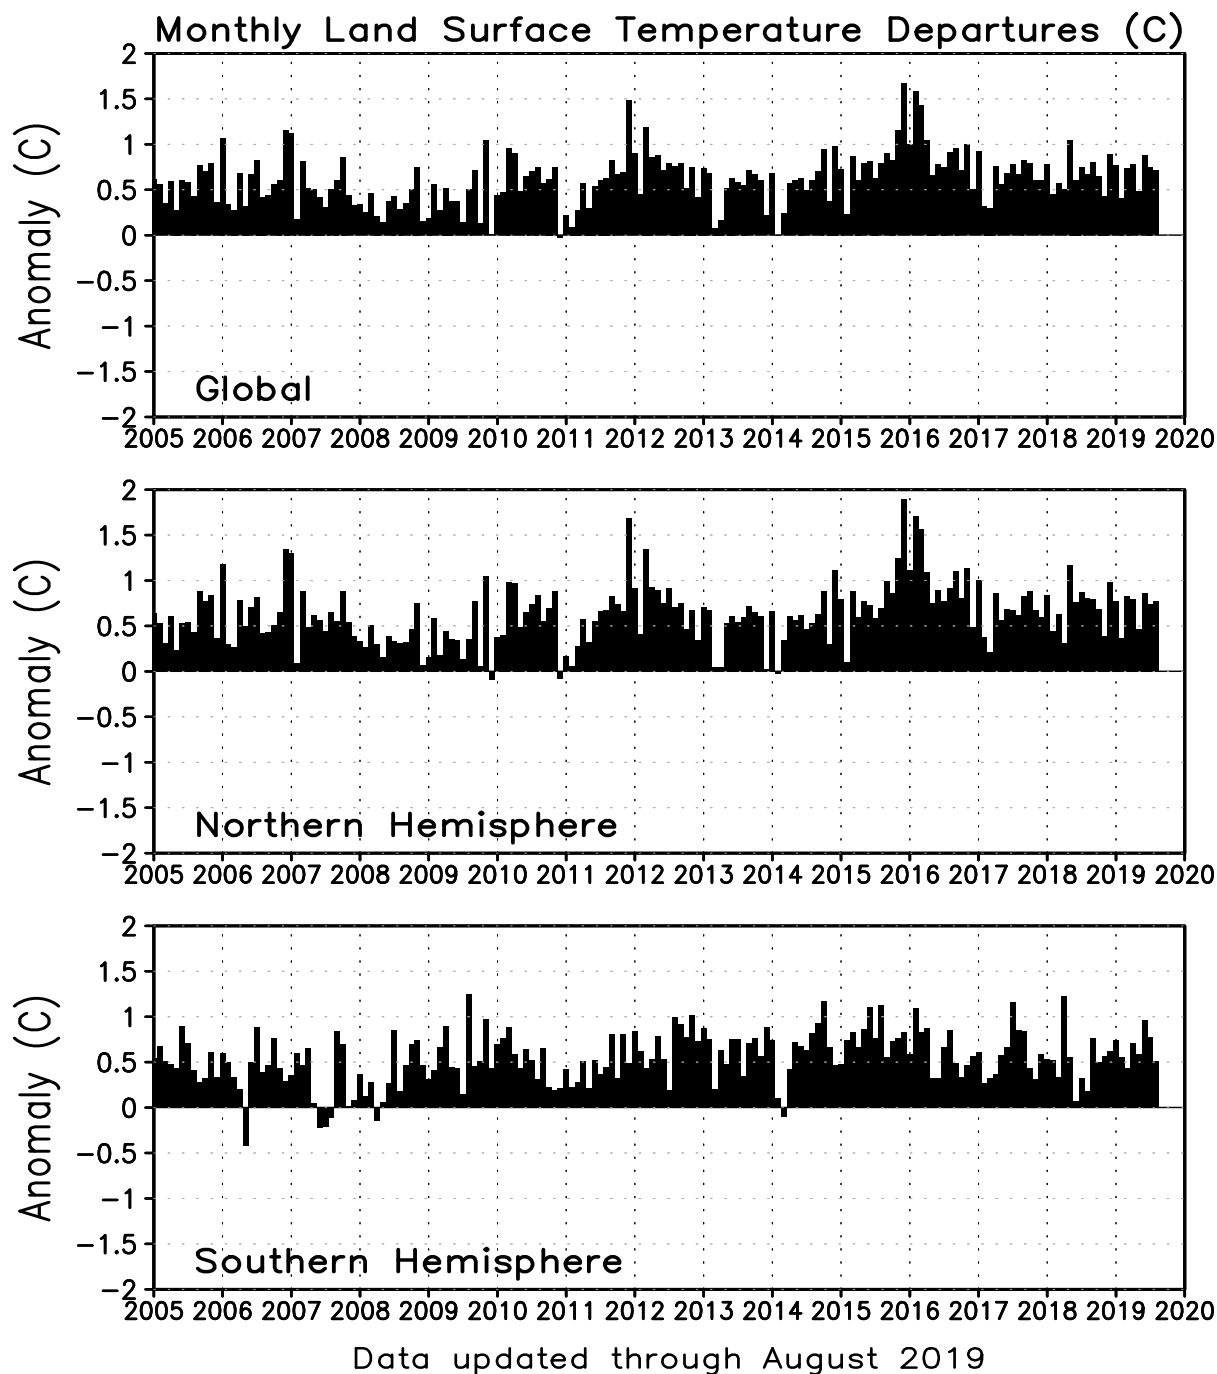 Monthly Land Surface Temperature Departures (C)
Anomaly (C)
2
1.5
1
0.5
0
−0.5
−1
−1.5
−2
Global
2005 2006 2007 2008 2009 2010 2011 2012 2013 2014 2015 2016 2017 2018 2019 2020
Anomaly (C)
2
1.5
1
0.5
0
−0.5
−1
−1.5
−2
Northern Hemisphere
2005 2006 2007 2008 2009 2010 2011 2012 2013 2014 2015 2016 2017 2018 2019 2020
Anomaly (C)
2
1.5
1
0.5
0
−0.5
−1
−1.5
−2
Southern Hemisphere
2005 2006 2007 2008 2009 2010 2011 2012 2013 2014 2015 2016 2017 2018 2019 2020
Data updated through August 2019